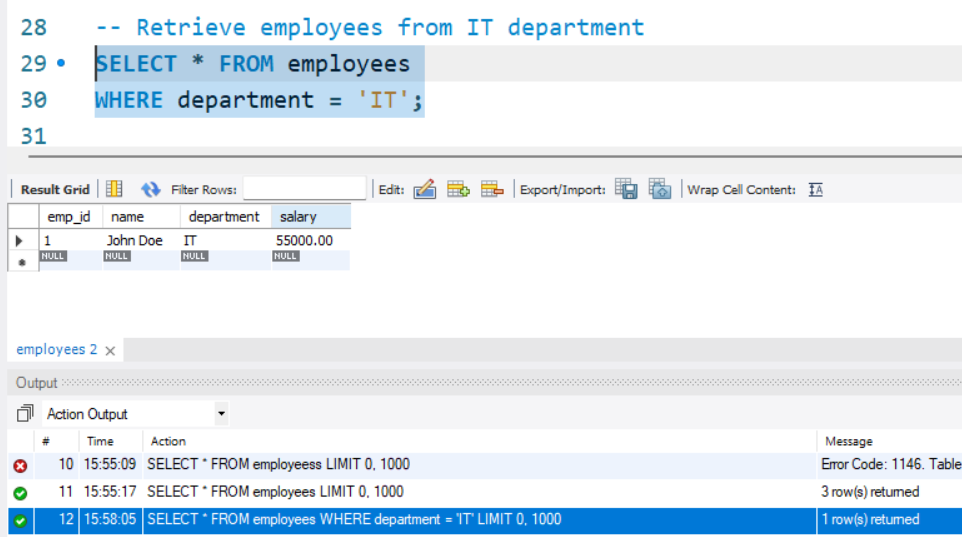 28 -- Retrieve employees from IT department
29 SELECT * FROM employees
30 WHERE department = 'IT';
31
Result Grid Filter Rows: Edit: Export/Import: Wrap Cell Content:
emp_id name department salary
1 John Doe IT 55000.00
NULL NULL NULL NULL
employees 2
Output
Action Output
# Time Action Message
10 15:55:09 SELECT * FROM employeess LIMIT 0, 1000 Error Code: 1146. Table
11 15:55:17 SELECT * FROM employees LIMIT 0, 1000 3 row(s) returned
12 15:58:05 SELECT * FROM employees WHERE department = 'IT' LIMIT 0, 1000 1 row(s) returned